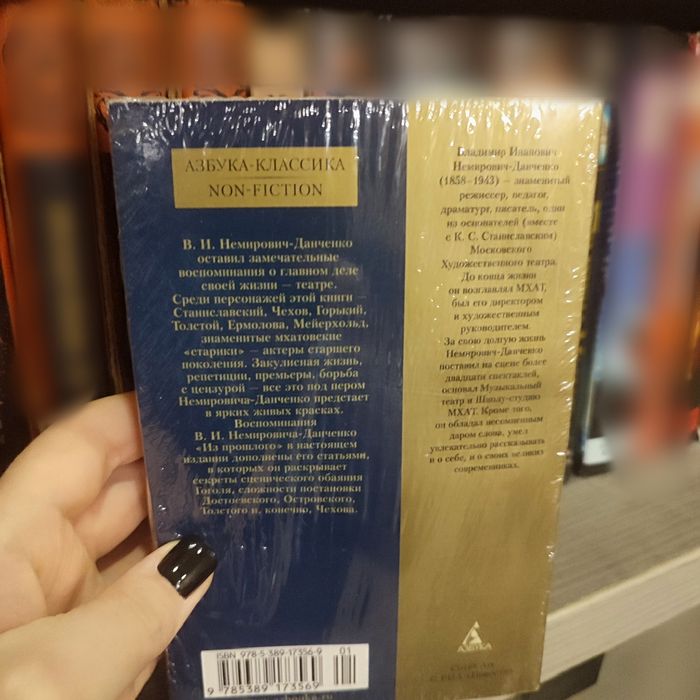 АЗБУКА-КЛАССИКА
NON-FICTION
В. И. Немирович-Данченко
оставил замечательные
воспоминания о главном деле
своей жизни — театре.
Среди персонажей этой книги —
Станиславский, Чехов, Горький,
Толстой, Ермолова, Мейерхольд,
знаменитые мхатовские
«старики» — актеры старшего
поколения. Закулисная жизнь,
репетиции, премьеры, борьба
с цензурой — все это под пером
Немировича-Данченко предстает
в ярких живых красках.
Воспоминания
В. И. Немировича-Данченко
«Из прошлого» в настоящем
издании дополнены его статьями,
в которых он раскрывает
секреты сценического обаяния
Гоголя, сложности постановки
Достоевского, Островского,
Толстого и, конечно, Чехова.
Владимир Иванович
Немирович-Данченко
(1858–1943) — знаменитый
режиссер, педагог,
драматург, писатель, один
из основателей (вместе
с К. С. Станиславским)
Московского
Художественного театра.
До конца жизни
он возглавлял МХАТ,
был его директором
и художественным
руководителем.
За свою долгую жизнь
Немирович-Данченко
поставил на сцене более
двадцати спектаклей,
основал Музыкальный
театр и Школу-студию
МХАТ. Кроме того,
он обладал несомненным
даром слова, умел
увлекательно рассказывать
и о себе, и о своих великих
современниках.
ISBN 978-5-389-17356-9
01
9 785389 173569
АЗБУКА